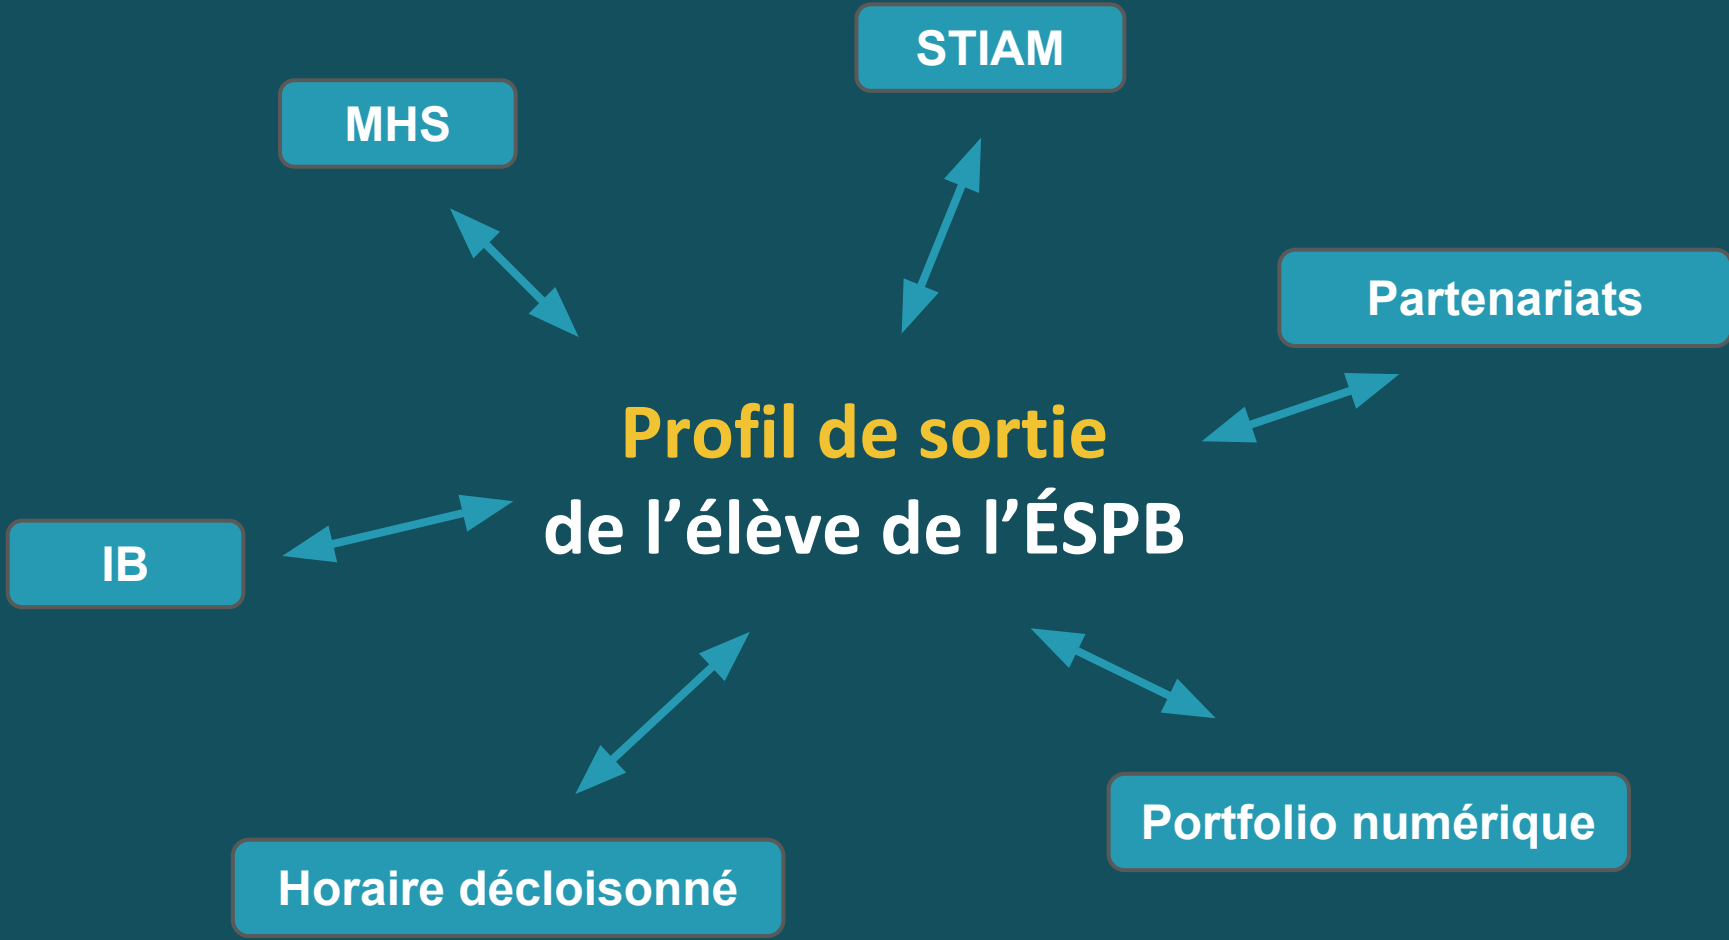 STIAM
MHS
Partenariats
Profil de sortie
de l’élève de l’ÉSPB
IB
Portfolio numérique
Horaire décloisonné